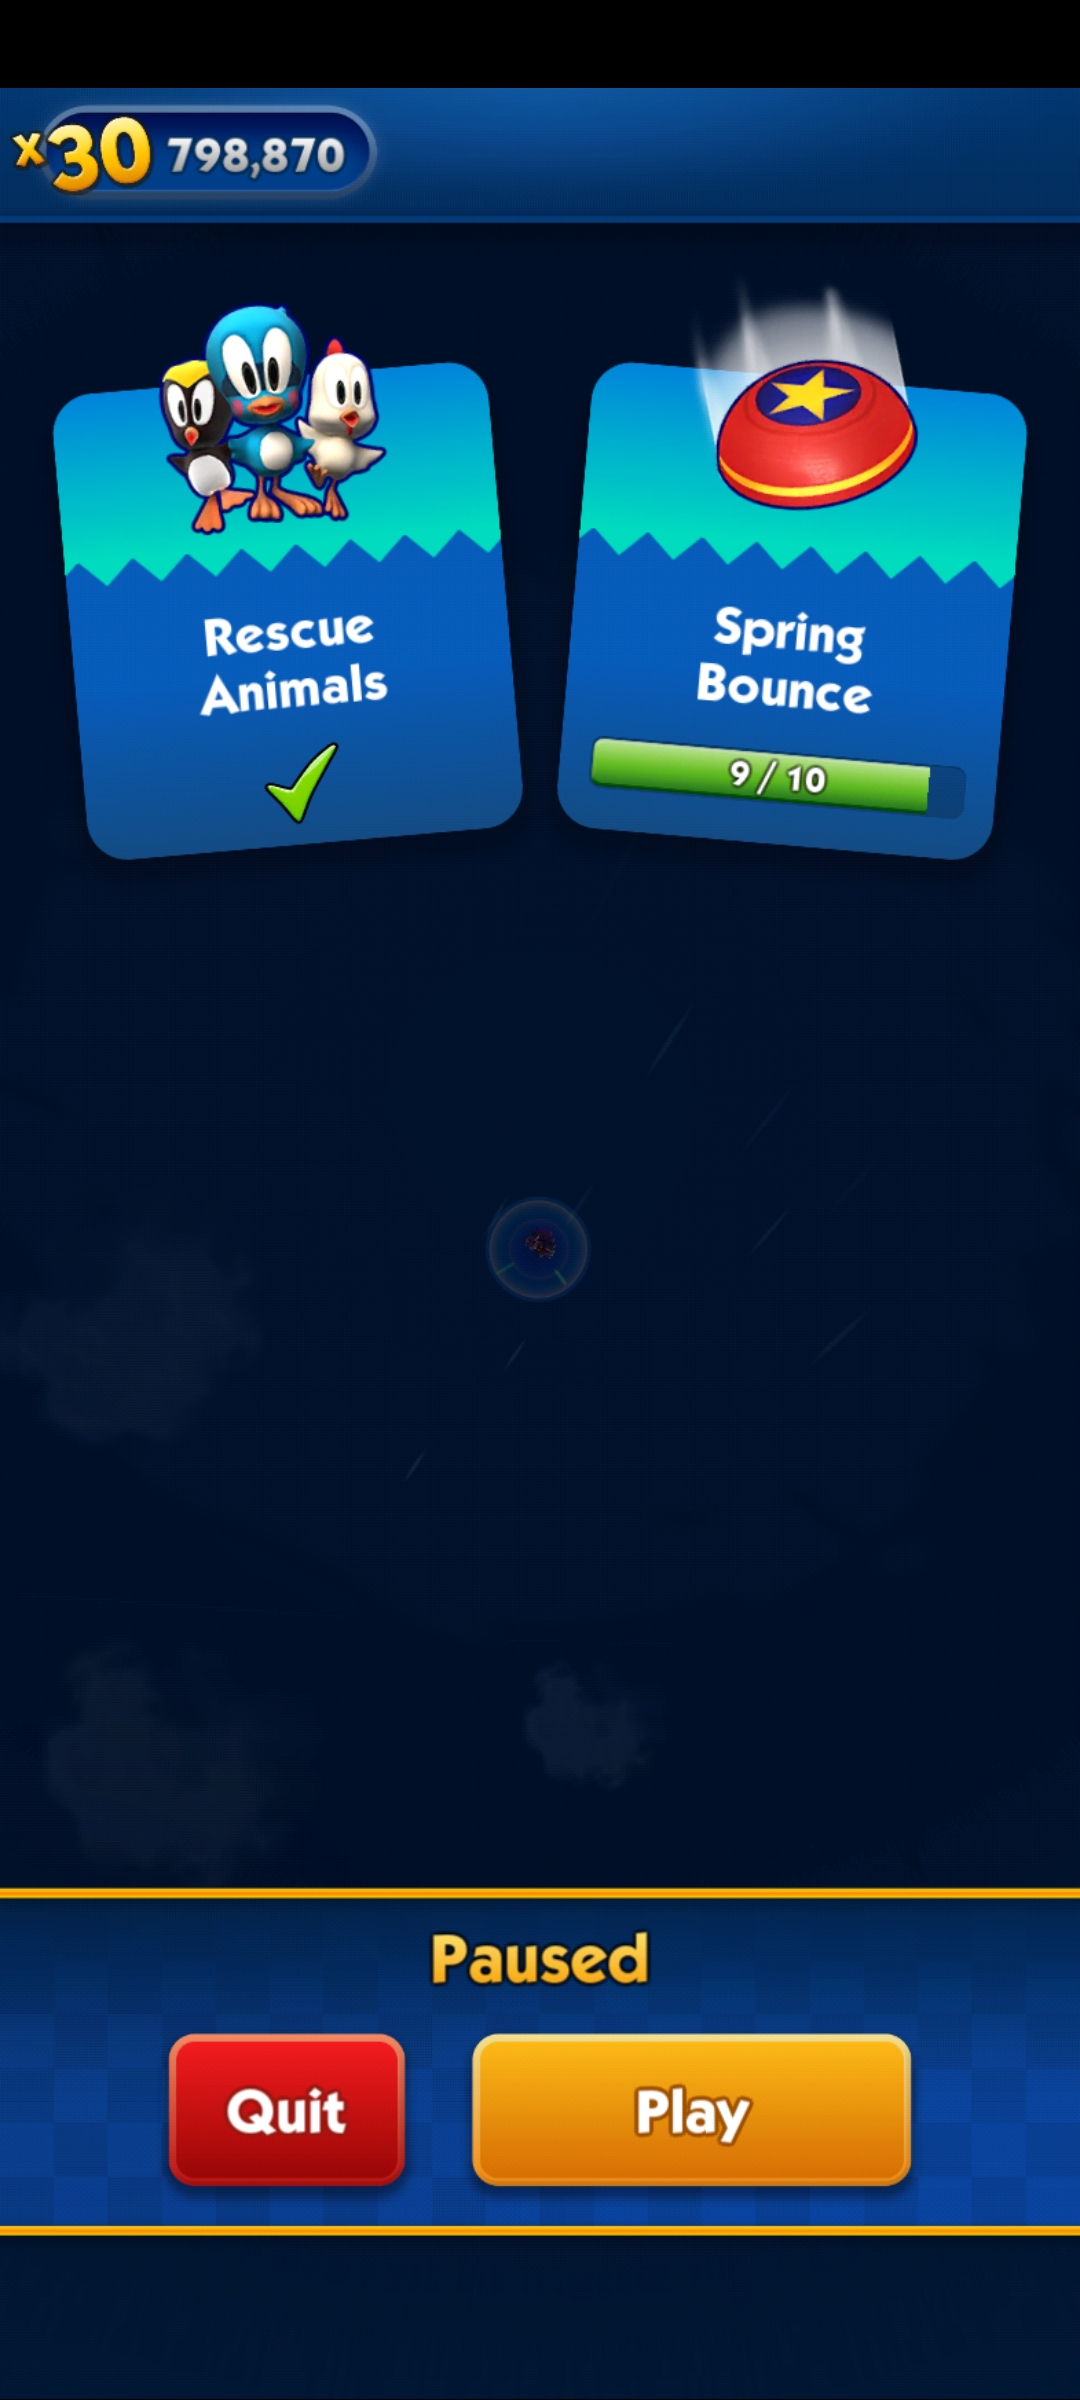 x30 798,870
Rescue
Animals
Spring
Bounce
9 / 10
Paused
Quit
Play